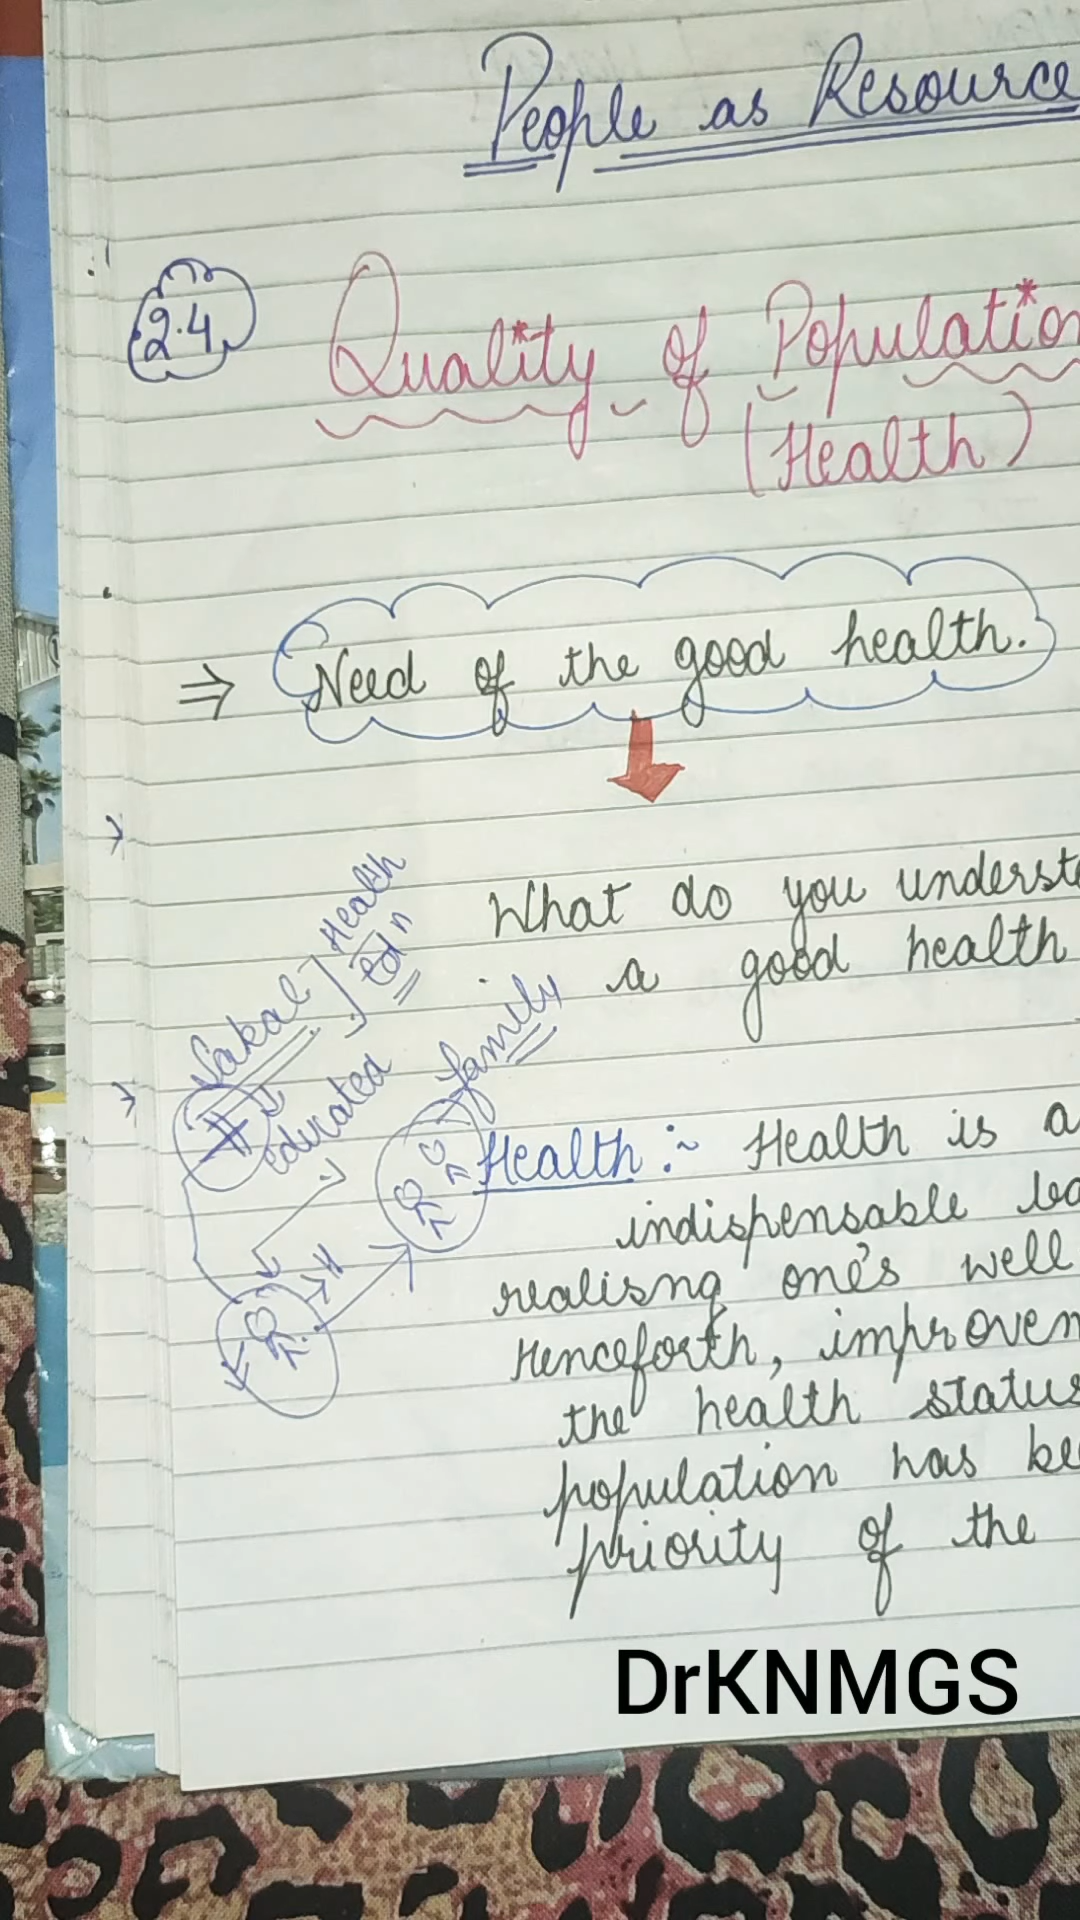 People as Resource
2.4
Quality of Population
(Health)
⇒ Need of the good health.
What do you underst
a good health
Sakal ] Health
Edn
educated
family
H
Health :~ Health is a
indispensable ba
realisng one's well
Henceforth, improvem
the health status
population has be
priority of the
DrKNMGS